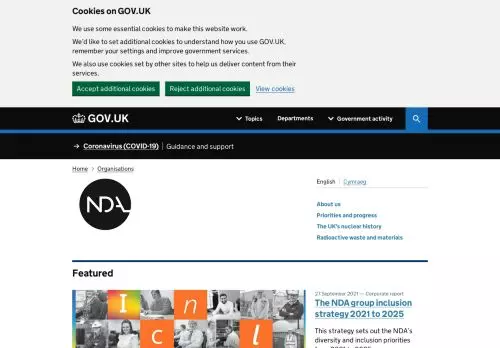 Cookies on GOV.UK
We use some essential cookies to make this website work.
We'd like to set additional cookies to understand how you use GOV.UK,
remember your settings and improve government services.
We also use cookies set by other sites to help us deliver content from their
services.
Accept additional cookies Reject additional cookies View cookies
GOV.UK Topics Departments Government activity
→ Coronavirus (COVID-19) Guidance and support
Home > Organisations
English Cymraeg
NDA
About us
Priorities and progress
The UK's nuclear history
Radioactive waste and materials
Featured
27 September 2021 — Corporate report
The NDA group inclusion
strategy 2021 to 2025
This strategy sets out the NDA's
diversity and inclusion priorities
I n
c l